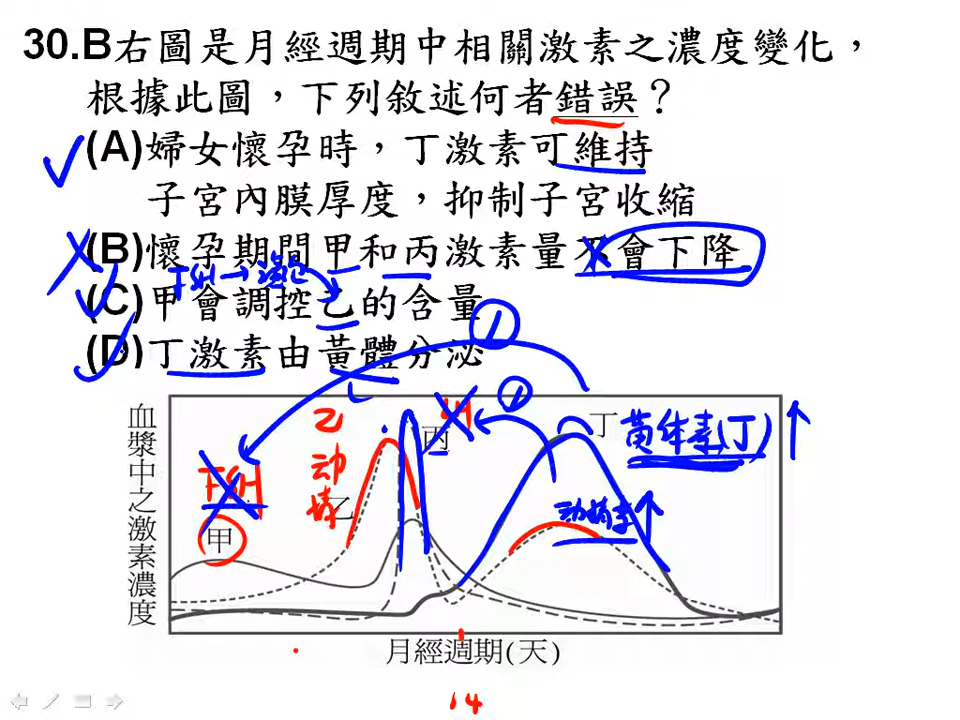 30.B右圖是月經週期中相關激素之濃度變化，
根據此圖，下列敘述何者錯誤？
(A)婦女懷孕時，丁激素可維持
子宮內膜厚度，抑制子宮收縮
(B)懷孕期間甲和丙激素量不會下降
(C)甲會調控乙的含量
(D)丁激素由黃體分泌
血漿中之激素濃度
FSH
甲
乙
动情
乙
LH
丙
丁
黃体素(丁)↑
动情素↑
1
月經週期(天)
14